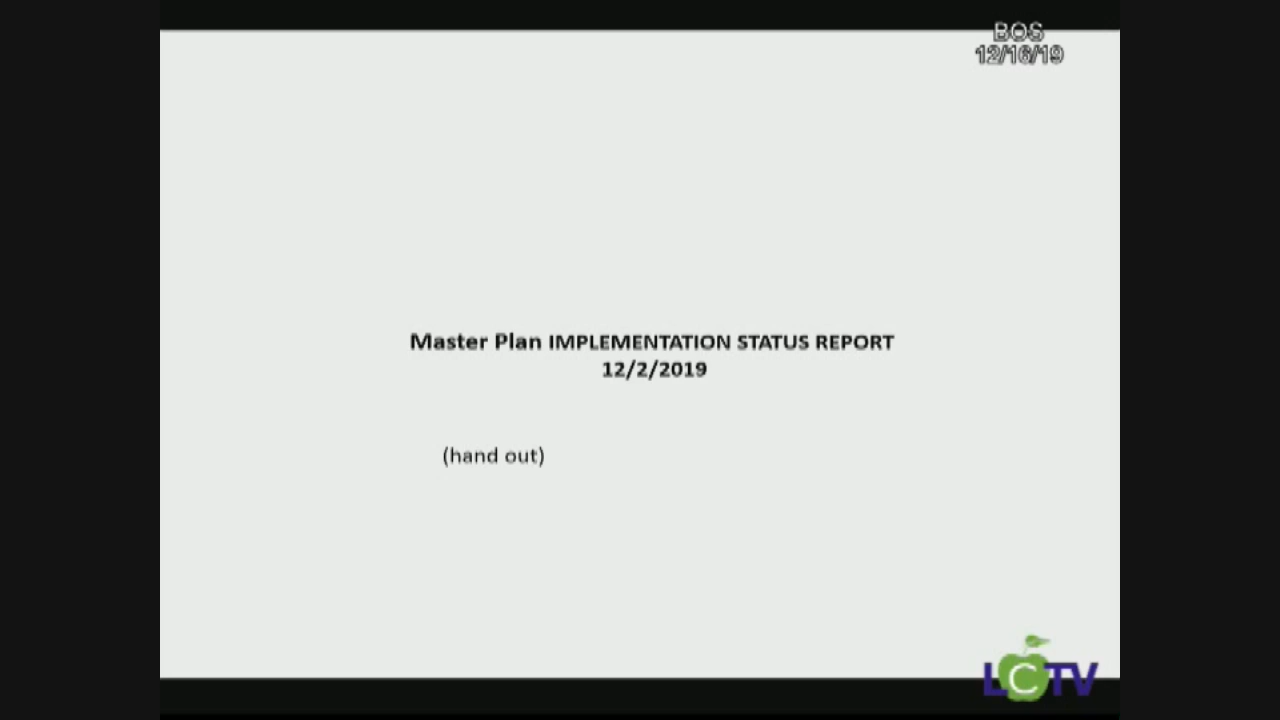 BOS
12/16/19
Master Plan IMPLEMENTATION STATUS REPORT
12/2/2019
(hand out)
LCTV